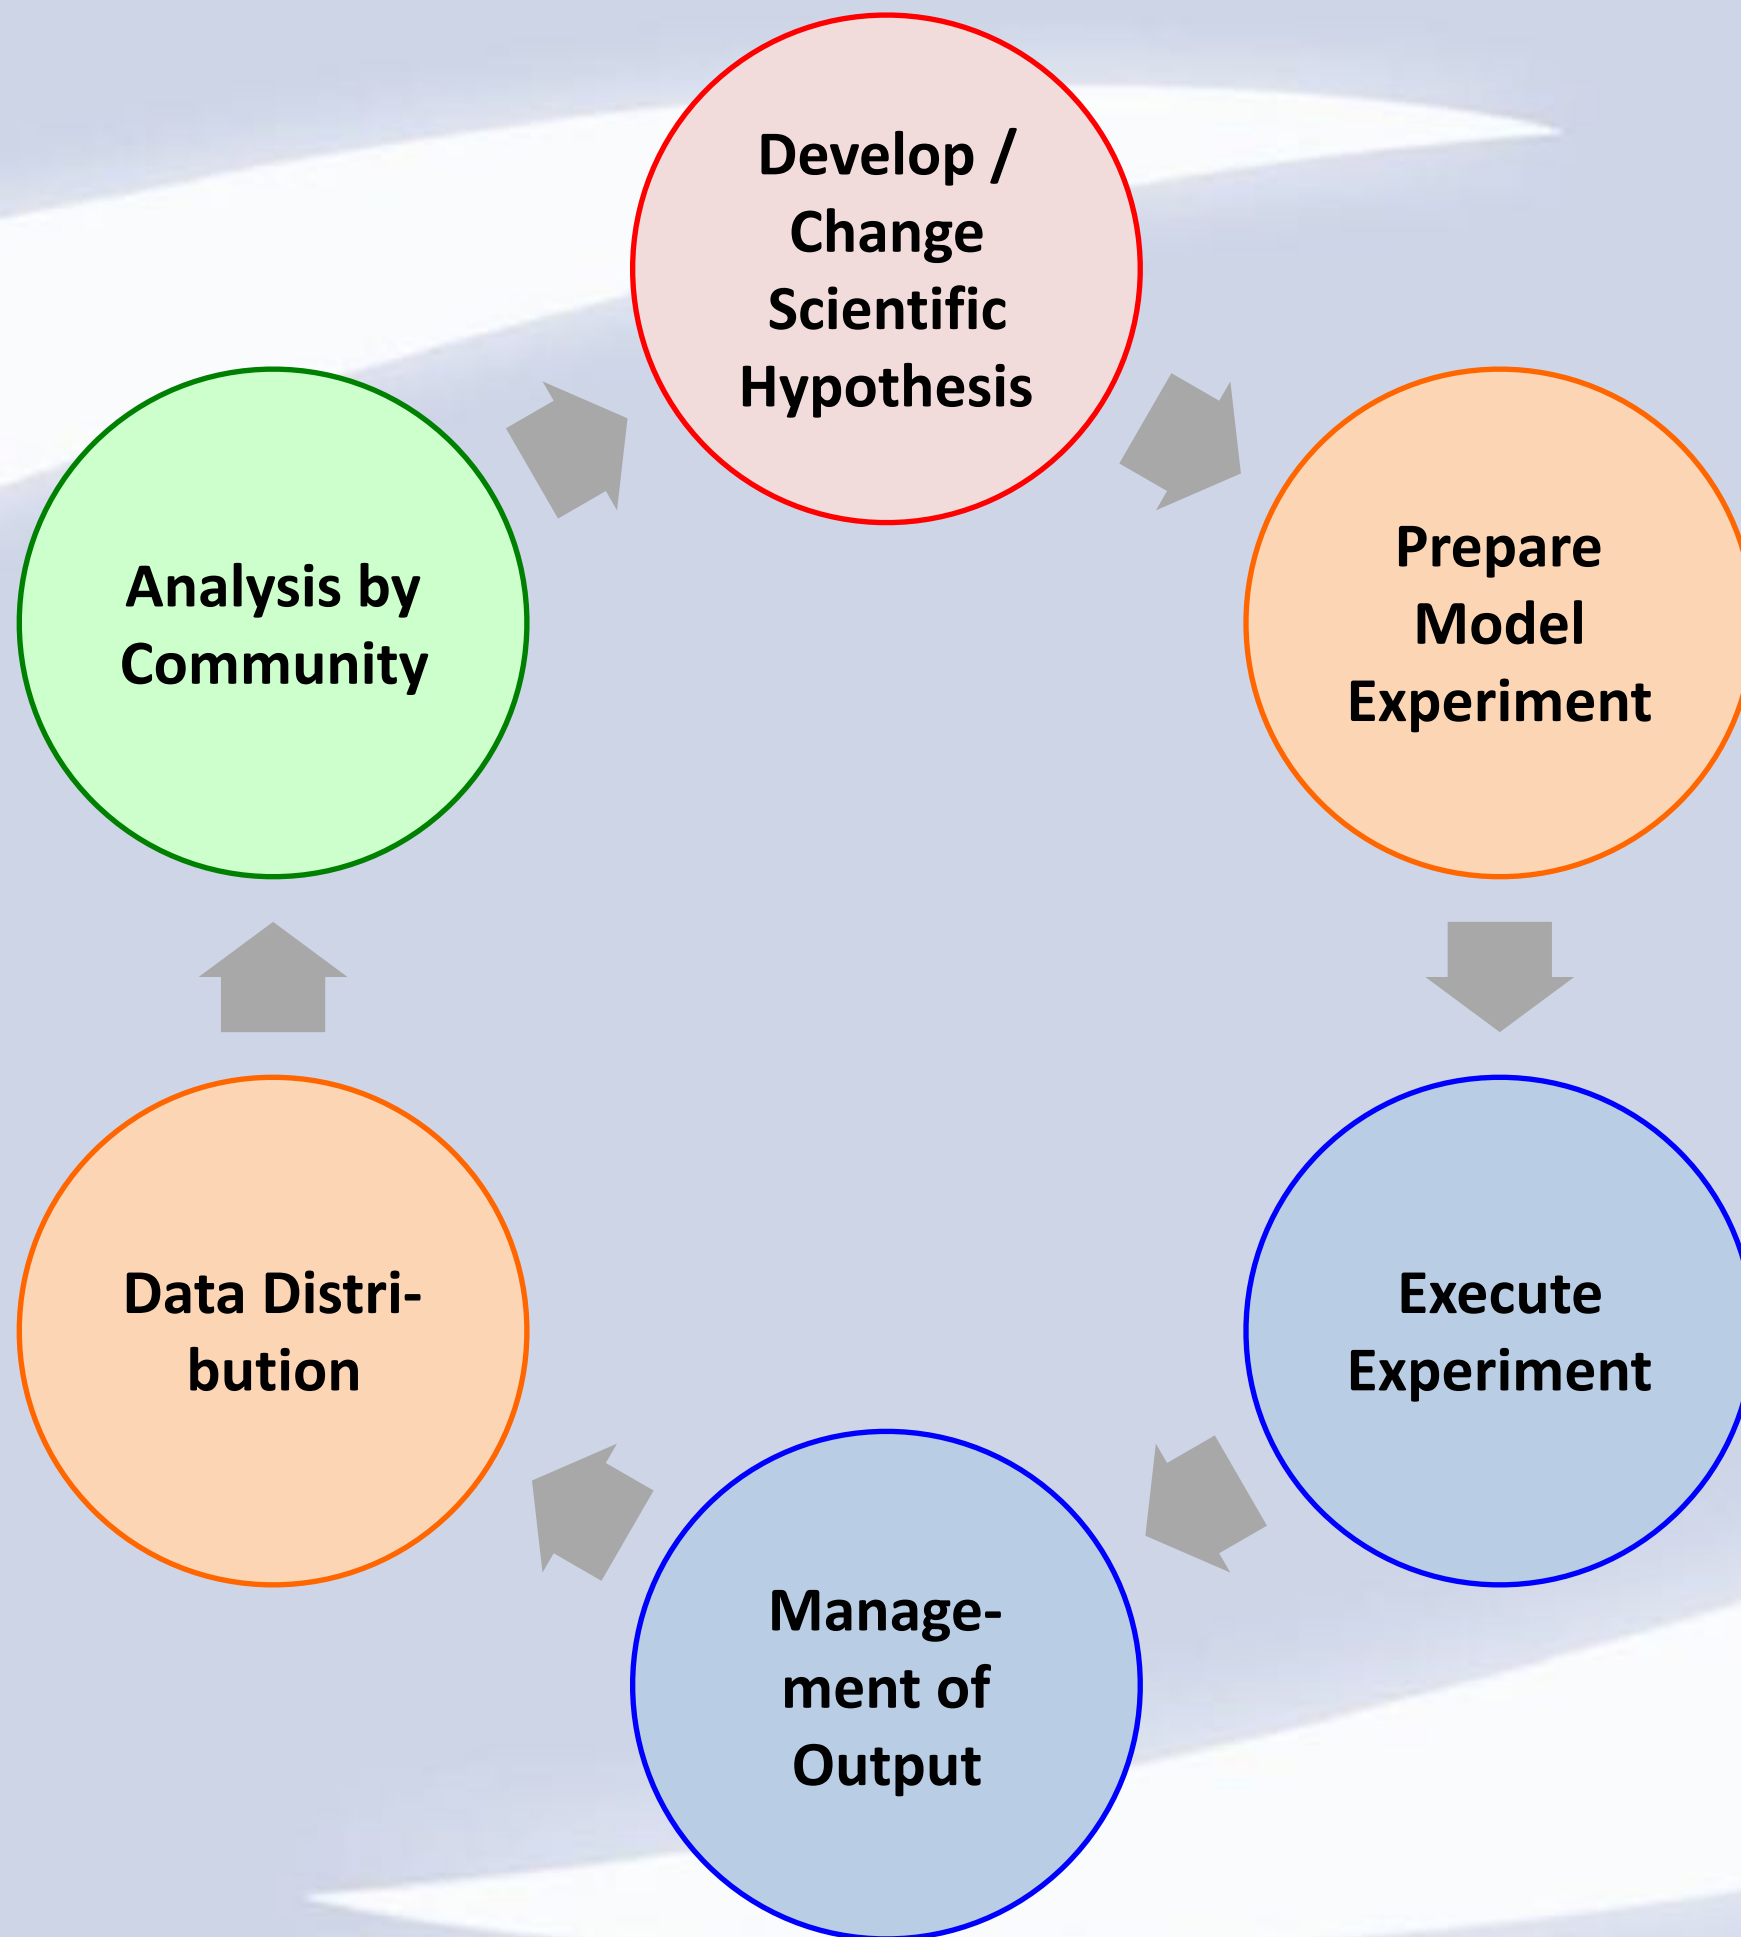 Develop /
Change
Scientific
Hypothesis
Prepare
Model
Experiment
Execute
Experiment
Manage-
ment of
Output
Data Distri-
bution
Analysis by
Community